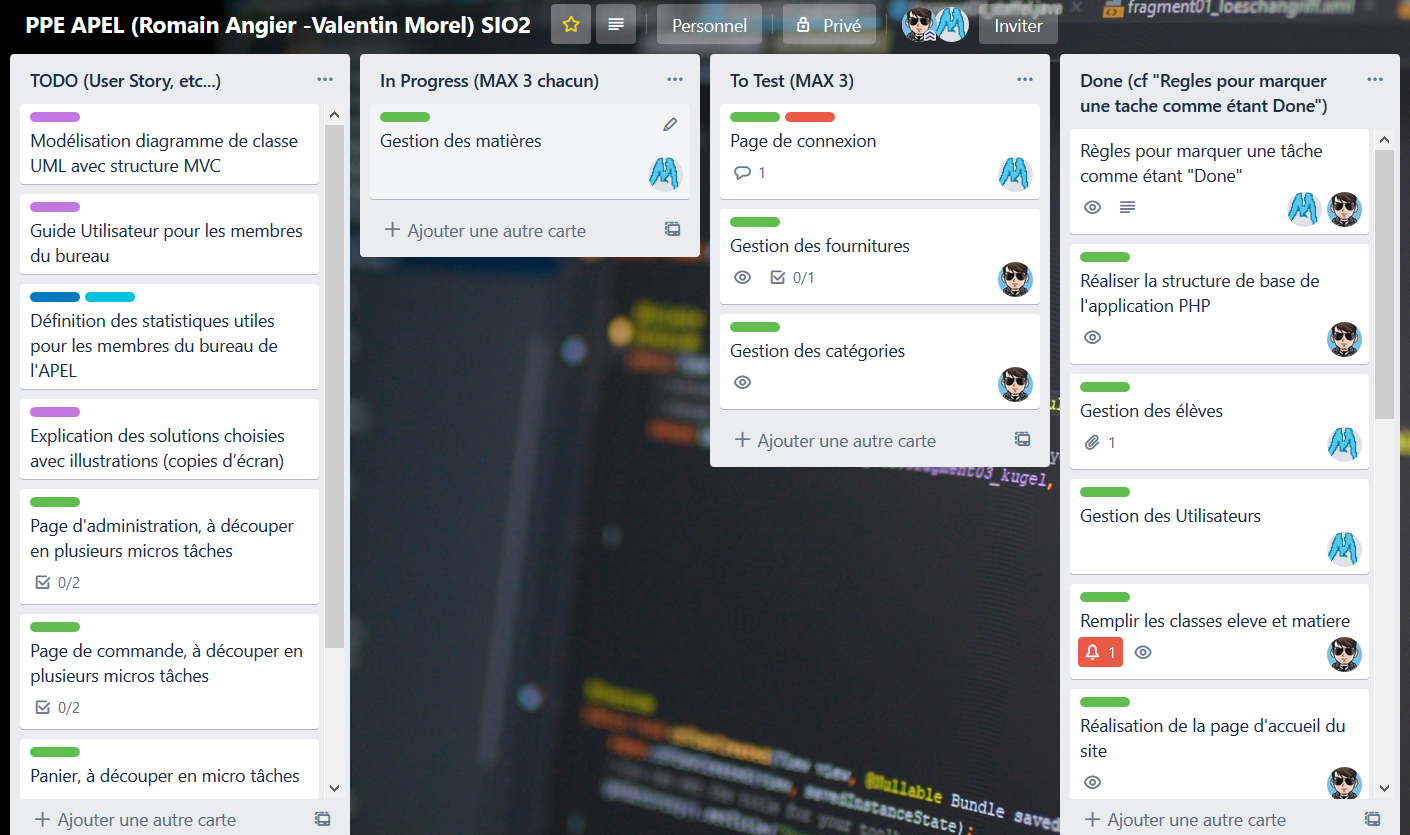 PPE APEL (Romain Angier -Valentin Morel) SIO2
Personnel
Privé
Inviter
fragment01_loeschangriff.xml
TODO (User Story, etc...)
Modélisation diagramme de classe
UML avec structure MVC
Guide Utilisateur pour les membres
du bureau
Définition des statistiques utiles
pour les membres du bureau de
l'APEL
Explication des solutions choisies
avec illustrations (copies d’écran)
Page d'administration, à découper
en plusieurs micros tâches
0/2
Page de commande, à découper en
plusieurs micros tâches
0/2
Panier, à découper en micro tâches
Ajouter une autre carte
In Progress (MAX 3 chacun)
Gestion des matières
Ajouter une autre carte
To Test (MAX 3)
Page de connexion
1
Gestion des fournitures
0/1
Gestion des catégories
Ajouter une autre carte
Done (cf "Regles pour marquer
une tache comme étant Done")
Règles pour marquer une tâche
comme étant "Done"
Réaliser la structure de base de
l'application PHP
Gestion des élèves
1
Gestion des Utilisateurs
Remplir les classes eleve et matiere
1
Réalisation de la page d'accueil du
site
Ajouter une autre carte
fragment03_kugel,
(View view, @Nullable Bundle saved
savedInstanceState);